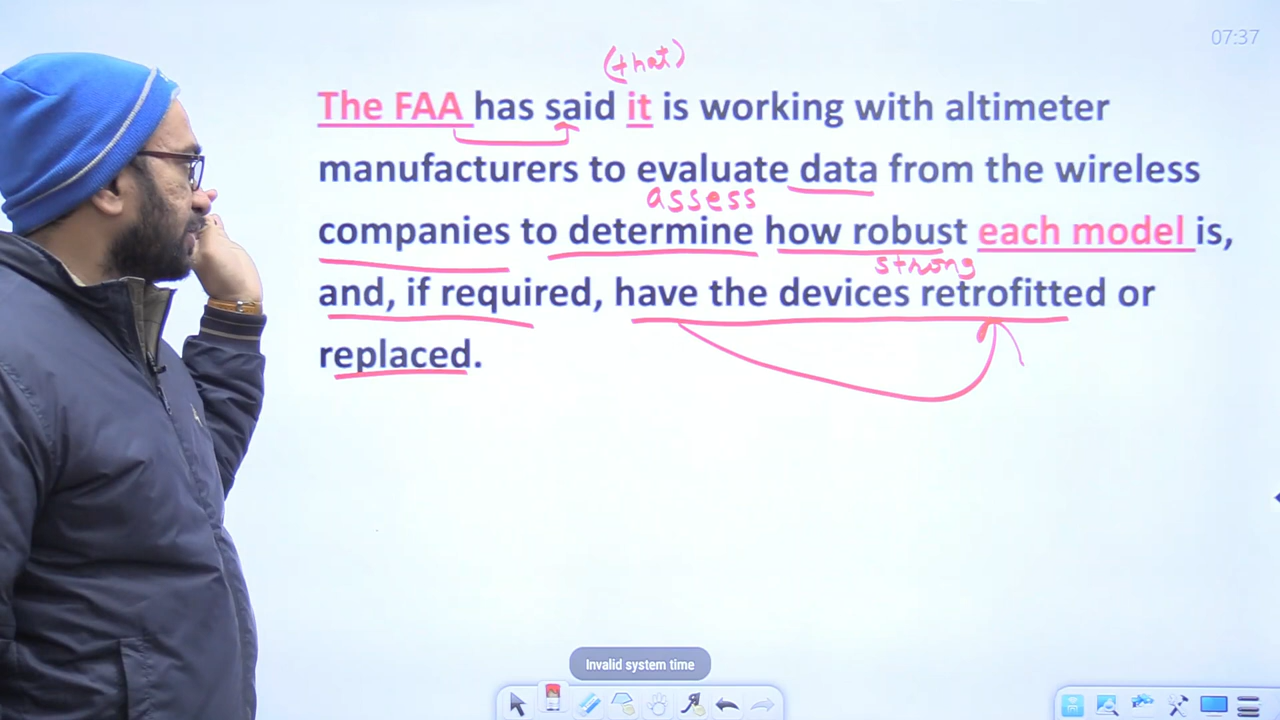 07:37
(that)
The FAA has said it is working with altimeter
manufacturers to evaluate data from the wireless
assess
companies to determine how robust each model is,
strong
and, if required, have the devices retrofitted or
replaced.
Invalid system time